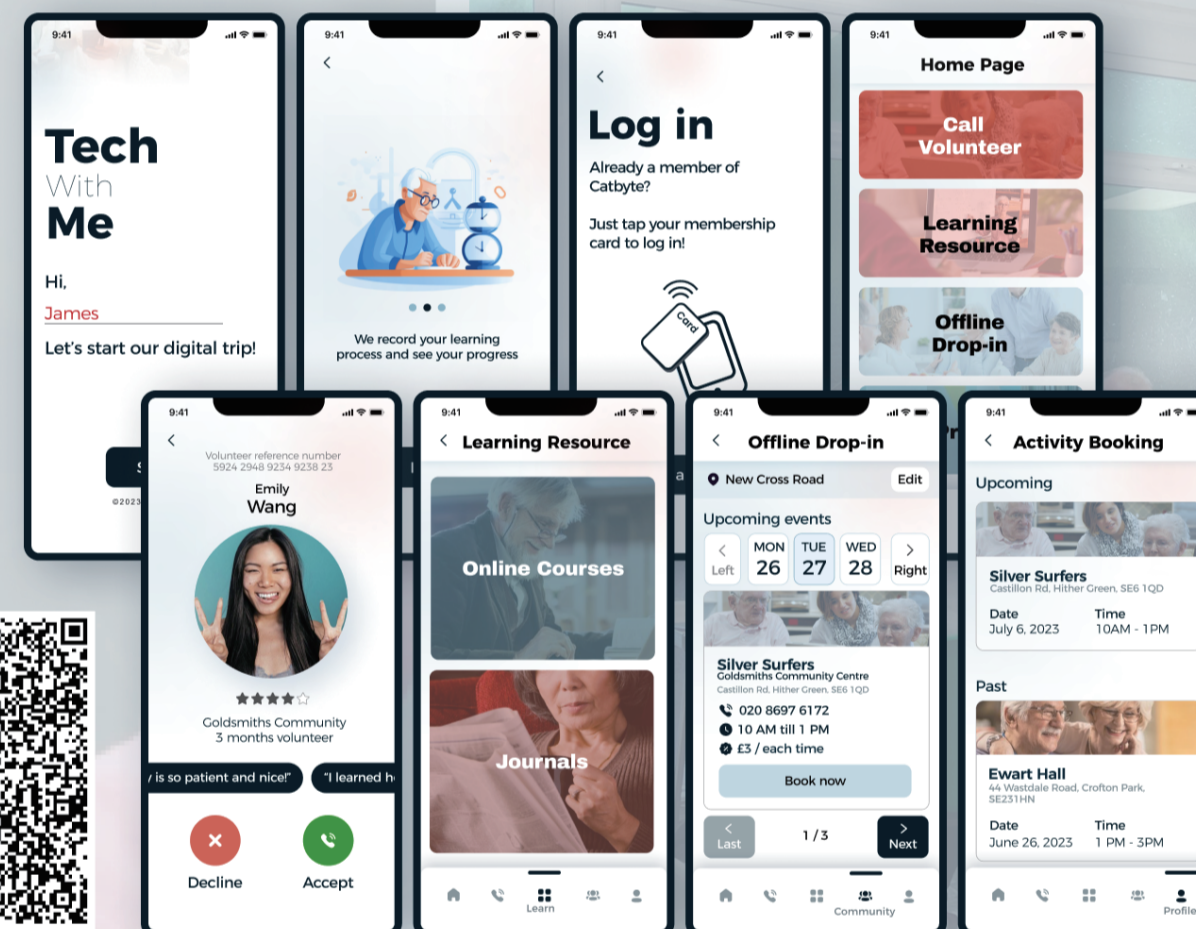 9:41
Tech
With
Me
Hi,
James
Let's start our digital trip!
S
©2023
9:41
We record your learning
process and see your progress
9:41
Log in
Already a member of
Catbyte?
Just tap your membership
card to log in!
Card
9:41
Home Page
Call
Volunteer
Learning
Resource
Offline
Drop-in
9:41
Volunteer reference number
5924 2948 9234 9238 23
Emily
Wang
Goldsmiths Community
3 months volunteer
y is so patient and nice!"
"I learned h
Decline
Accept
9:41
Learning Resource
Online Courses
Journals
Learn
9:41
Offline Drop-in
New Cross Road
Edit
Upcoming events
Left
MON
26
TUE
27
WED
28
Right
Silver Surfers
Goldsmiths Community Centre
Castillon Rd, Hither Green, SE6 1QD
020 8697 6172
10 AM till 1 PM
£3 / each time
Book now
Last
1 / 3
Next
Community
9:41
Activity Booking
Upcoming
Silver Surfers
Castillon Rd, Hither Green, SE6 1QD
Date Time
July 6, 2023 10AM - 1PM
Past
Ewart Hall
44 Wastdale Road, Crofton Park,
SE231HN
Date Time
June 26, 2023 1 PM - 3PM
Profile